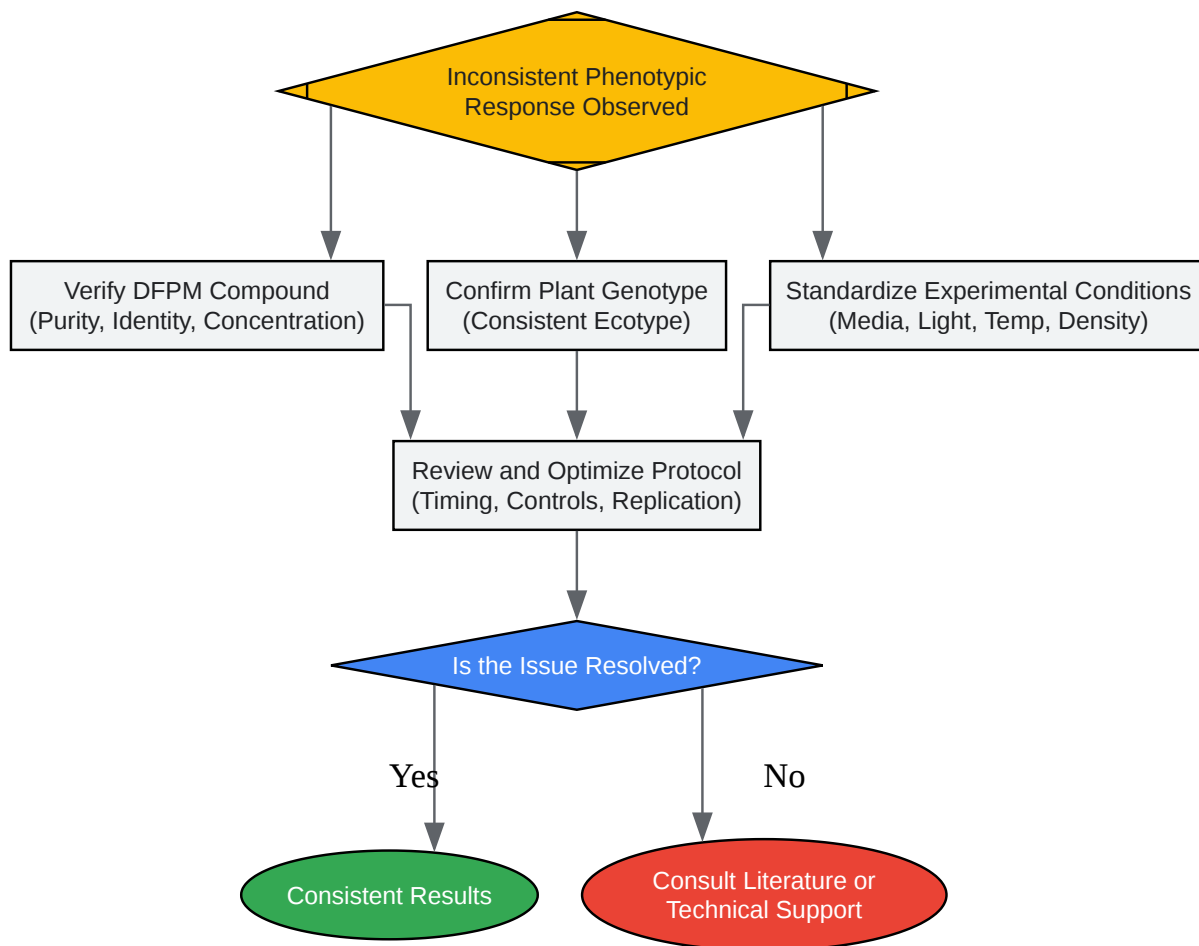 Inconsistent Phenotypic
Response Observed
Verify DFPM Compound
(Purity, Identity, Concentration)
Confirm Plant Genotype
(Consistent Ecotype)
Standardize Experimental Conditions
(Media, Light, Temp, Density)
Review and Optimize Protocol
(Timing, Controls, Replication)
Is the Issue Resolved?
Yes
No
Consistent Results
Consult Literature or
Technical Support